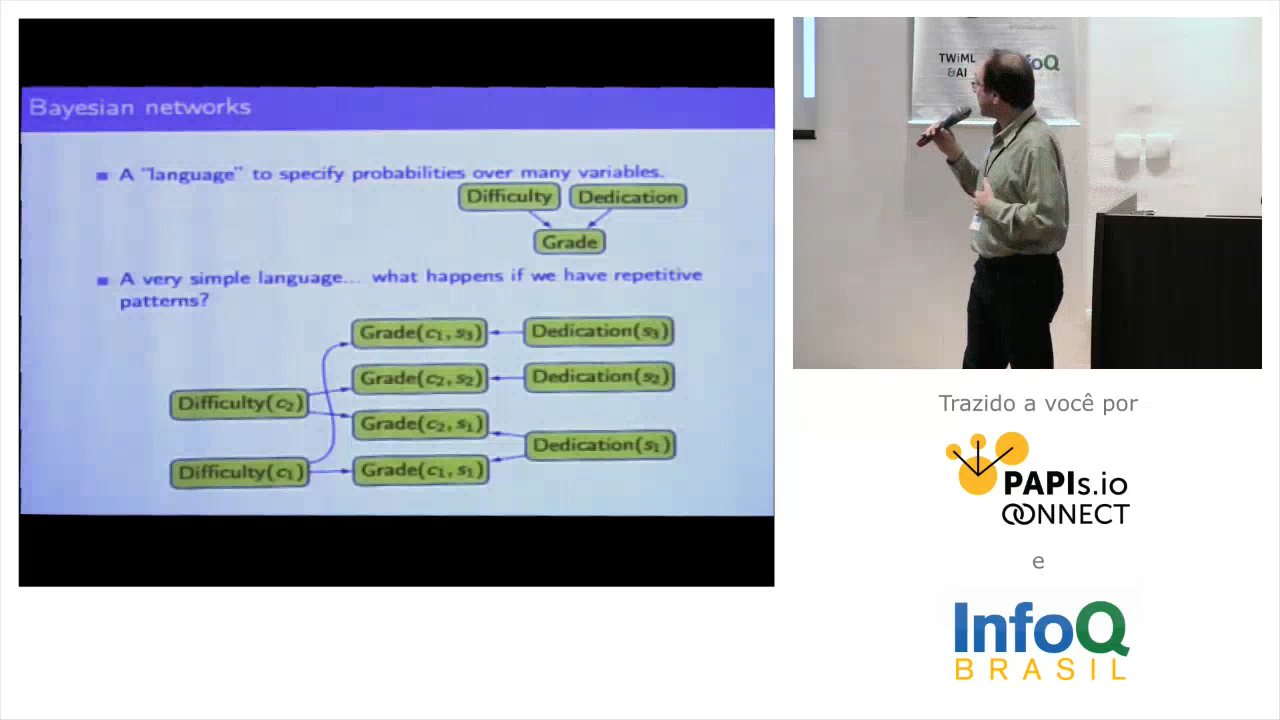 Bayesian networks
A "language" to specify probabilities over many variables.
Difficulty Dedication
Grade
A very simple language... what happens if we have repetitive
patterns?
Grade(c₁, s₃) Dedication(s₃)
Grade(c₂, s₂) Dedication(s₂)
Difficulty(c₂)
Grade(c₂, s₁)
Dedication(s₁)
Difficulty(c₁) Grade(c₁, s₁)
TWiML
&AI
foQ
BRASIL
Trazido a você por
PAPIs.io
CONNECT
e
InfoQ
BRASIL